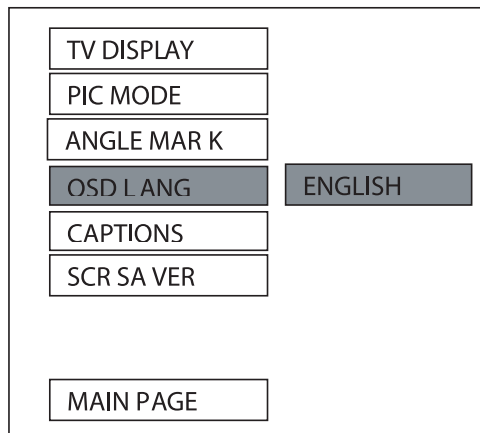 TV DISPLAY
PIC MODE
ANGLE MAR K
OSD L ANG ENGLISH
CAPTIONS
SCR SA VER
MAIN PAGE